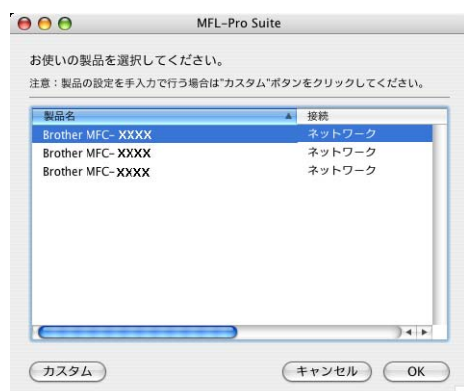 MFL-Pro Suite
お使いの製品を選択してください。
注意：製品の設定を手入力で行う場合は"カスタム"ボタンをクリックしてください。
製品名 接続
Brother MFC-XXXX ネットワーク
Brother MFC-XXXX ネットワーク
Brother MFC-XXXX ネットワーク
カスタム キャンセル OK